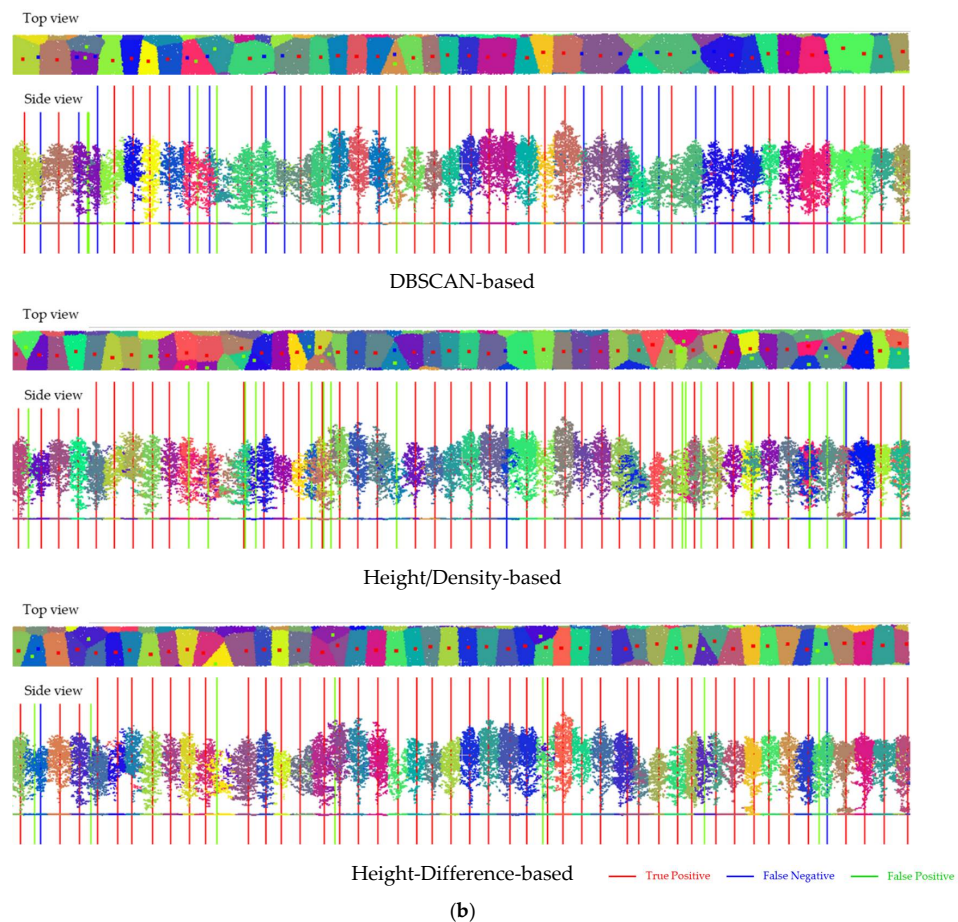 Top view
Side view
DBSCAN-based
Top view
Side view
Height/Density-based
Top view
Side view
Height-Difference-based
True Positive
False Negative
False Positive
(b)